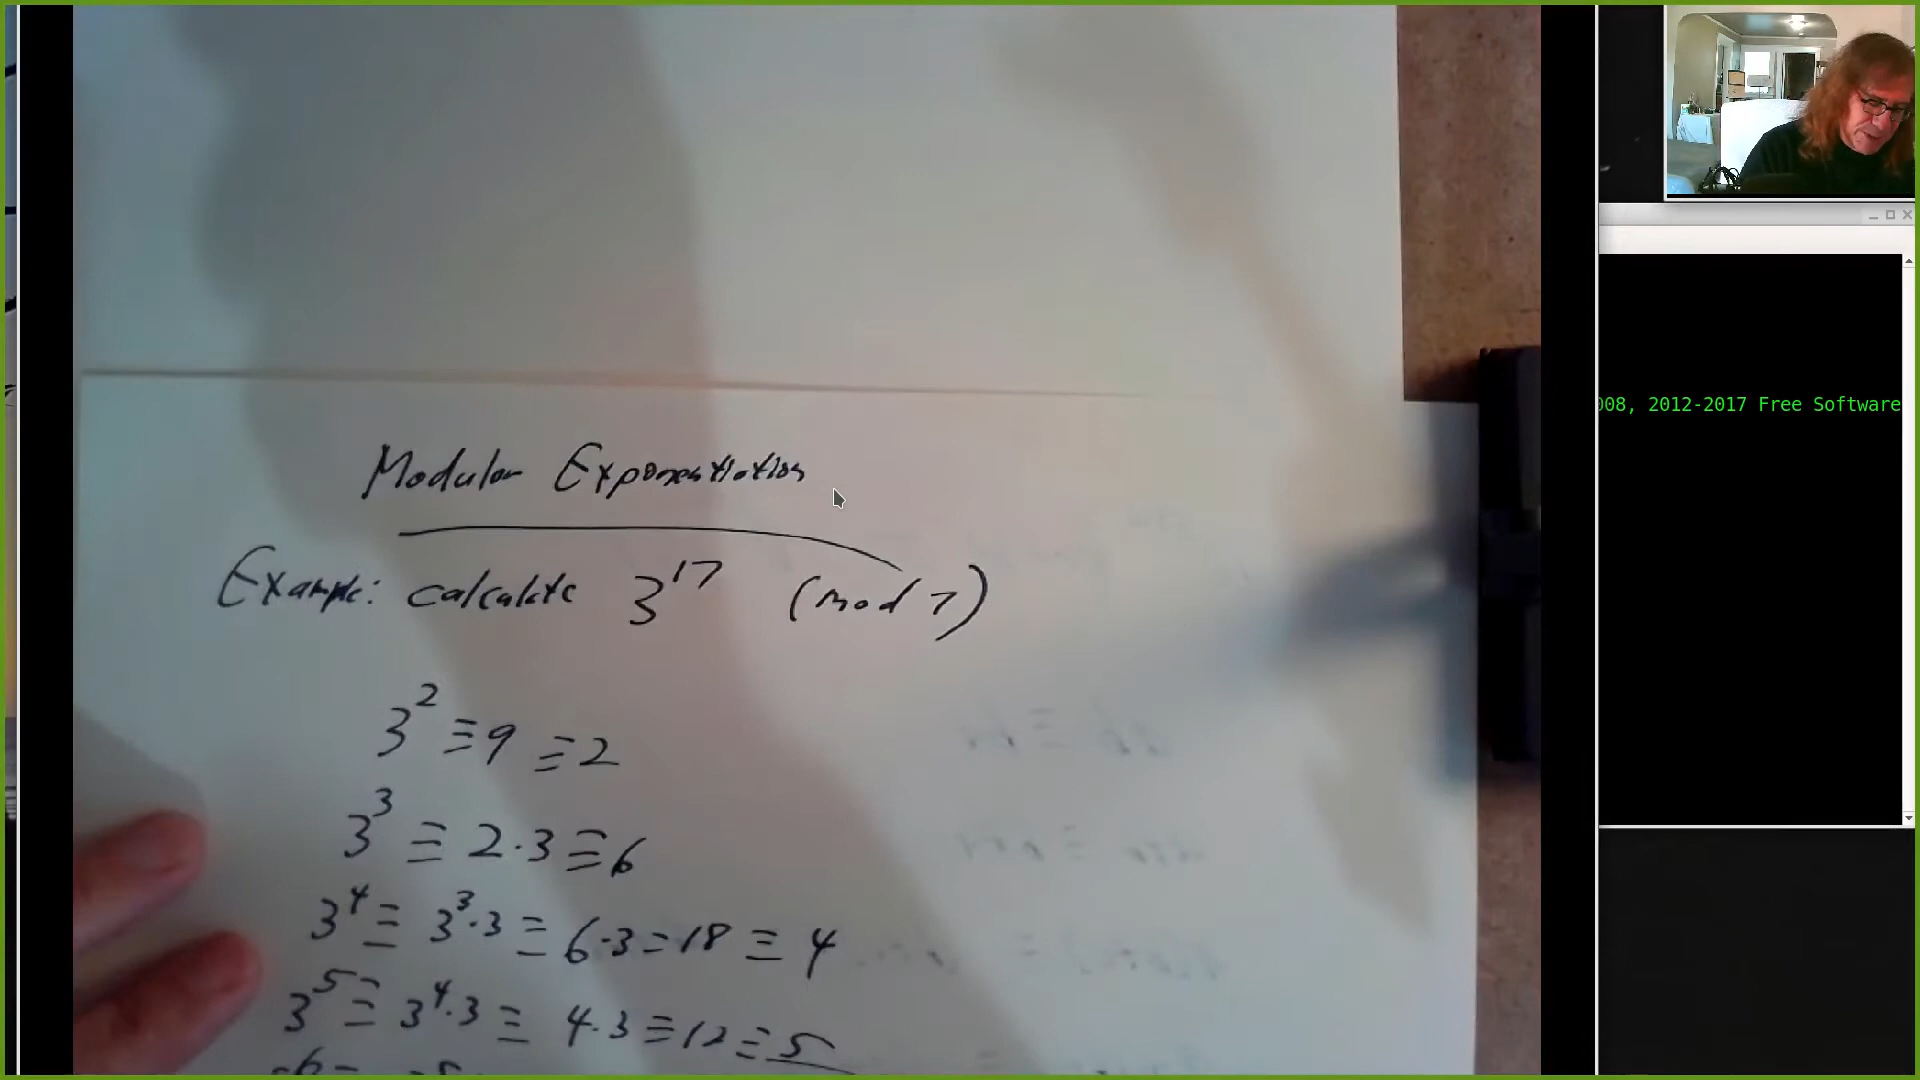 Modular Exponentiation
Example: calculate 3^17 (mod 7)
3^2 ≡ 9 ≡ 2
3^3 ≡ 2·3 ≡ 6
3^4 ≡ 3^3·3 ≡ 6·3 = 18 ≡ 4
3^5 ≡ 3^4·3 ≡ 4·3 ≡ 12 ≡ 5
008, 2012-2017 Free Software